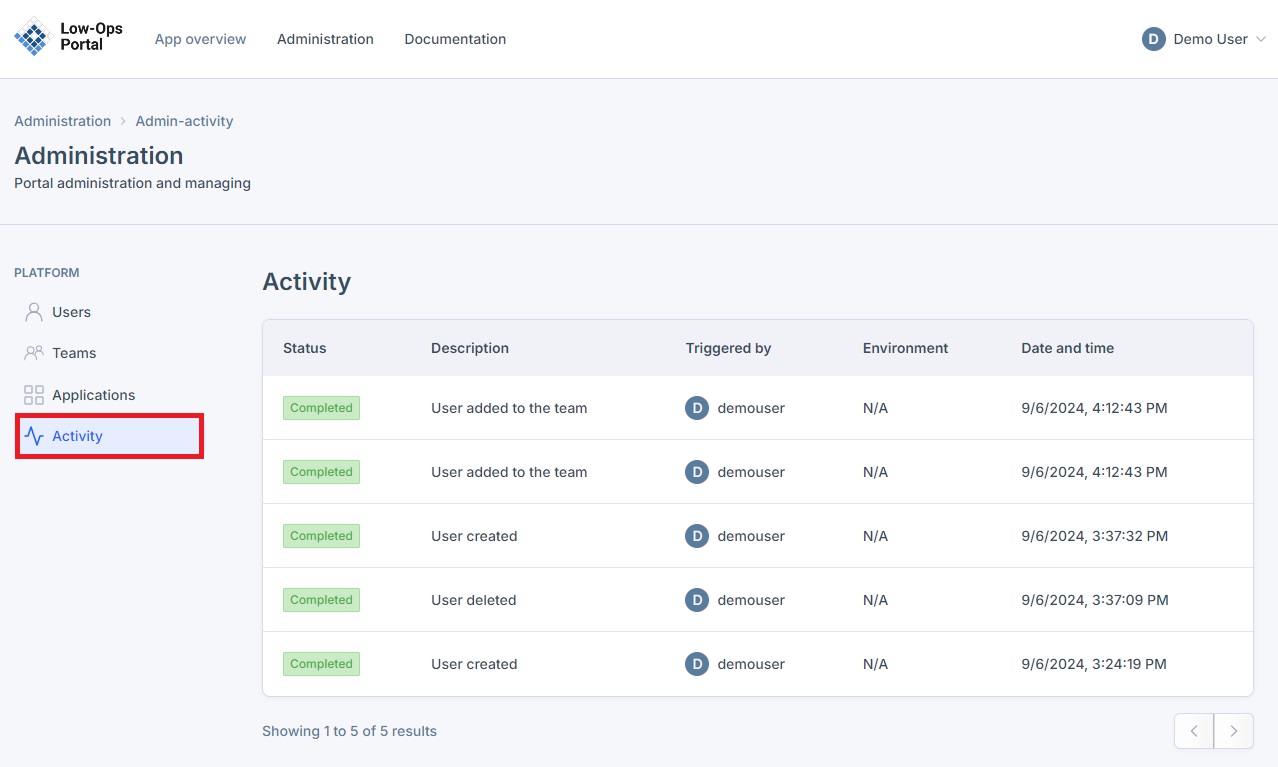 Low-Ops
Portal
App overview Administration Documentation
D Demo User
Administration > Admin-activity
Administration
Portal administration and managing
PLATFORM
Users
Teams
Applications
Activity
Activity
Status Description Triggered by Environment Date and time
Completed User added to the team D demouser N/A 9/6/2024, 4:12:43 PM
Completed User added to the team D demouser N/A 9/6/2024, 4:12:43 PM
Completed User created D demouser N/A 9/6/2024, 3:37:32 PM
Completed User deleted D demouser N/A 9/6/2024, 3:37:09 PM
Completed User created D demouser N/A 9/6/2024, 3:24:19 PM
Showing 1 to 5 of 5 results